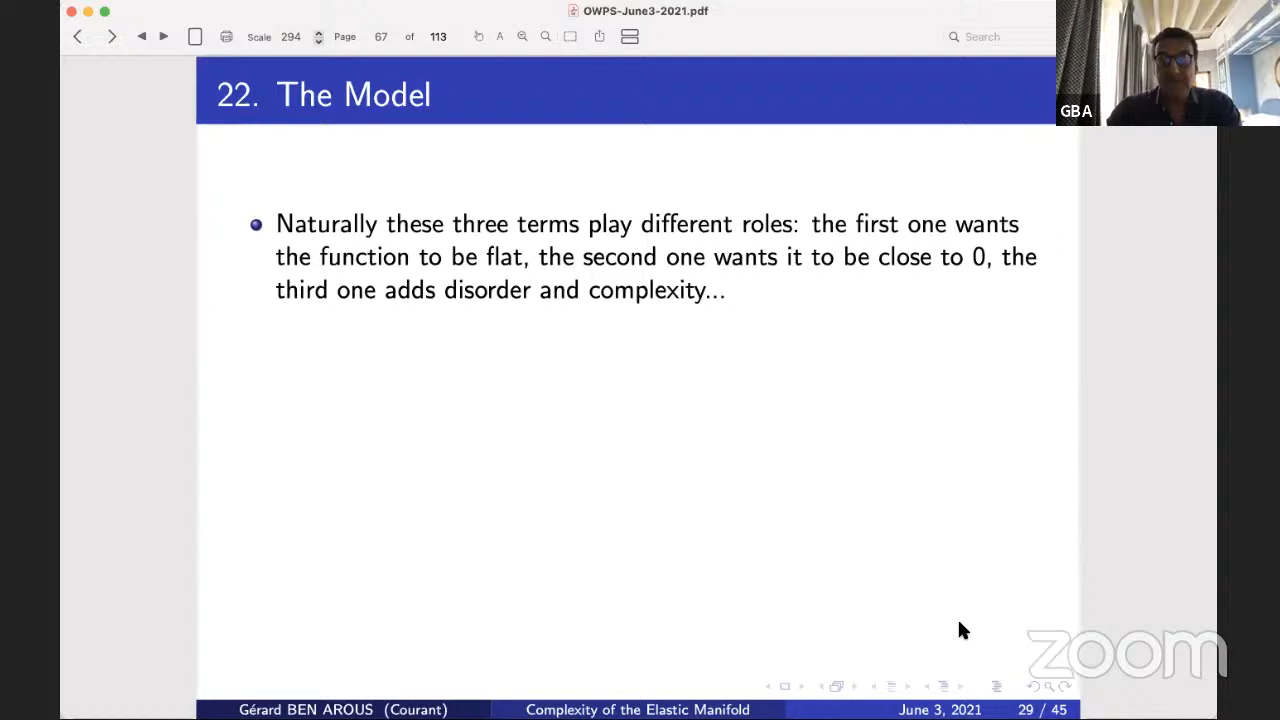 OWPS-June3-2021.pdf
Scale 294 Page 67 of 113 A Search
22. The Model
GBA
Naturally these three terms play different roles: the first one wants
the function to be flat, the second one wants it to be close to 0, the
third one adds disorder and complexity...
zoom
Gérard BEN AROUS (Courant) Complexity of the Elastic Manifold June 3, 2021 29 / 45